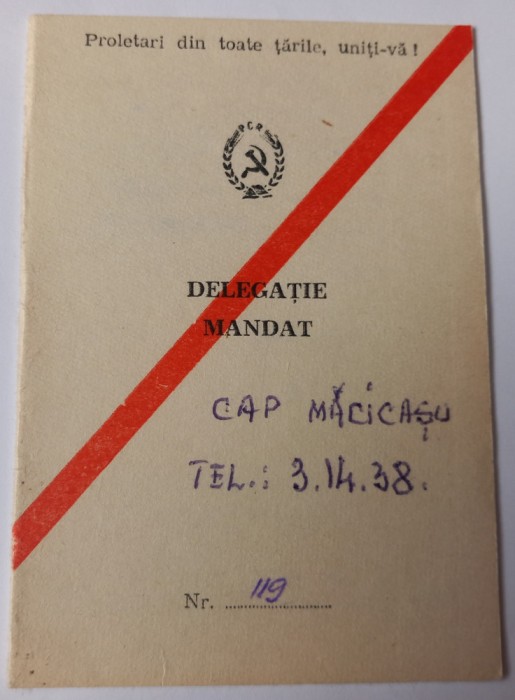 Proletari din toate țările, uniți-vă !
PCR
DELEGAȚIE
MANDAT
CAP MĂCICAȘU
TEL.: 3.14.38.
Nr. 119